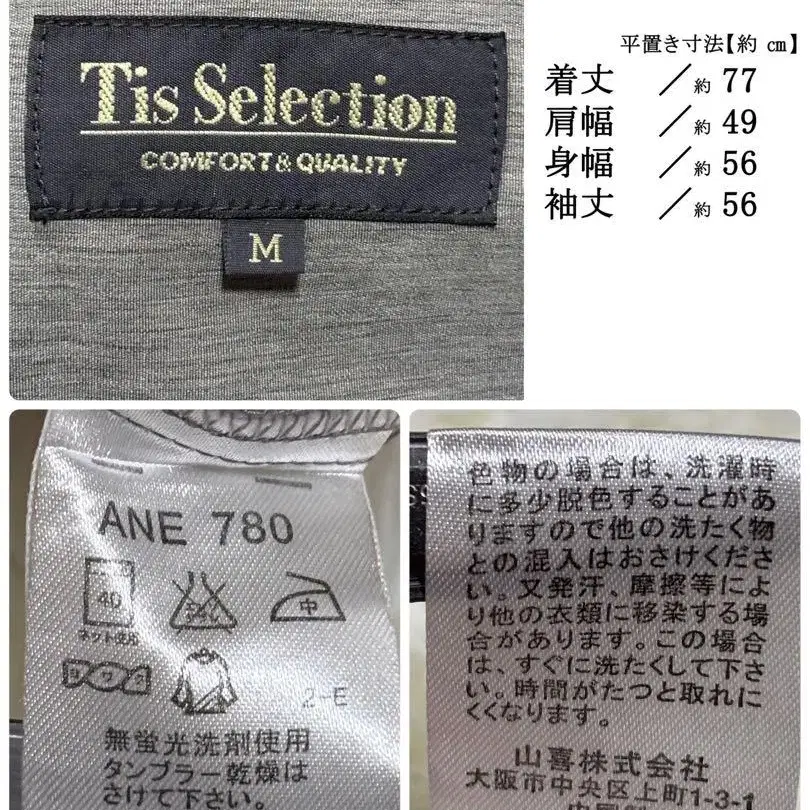 Tis Selection
COMFORT & QUALITY
M
平置き寸法【約 cm】
着丈 ／約 77
肩幅 ／約 49
身幅 ／約 56
袖丈 ／約 56
ANE 780
40
中
ネット使用
ヨワク
2-E
無蛍光洗剤使用
タンブラー乾燥は
さけて下さい。
色物の場合は、洗濯時
に多少脱色することがあ
りますので他の洗たく物
との混入はおさけくださ
い。又発汗、摩擦等によ
り他の衣類に移染する場
合があります。この場合
は、すぐに洗たくして下さ
い。時間がたつと取れに
くくなります。
山喜株式会社
大阪市中央区上町1-3-1